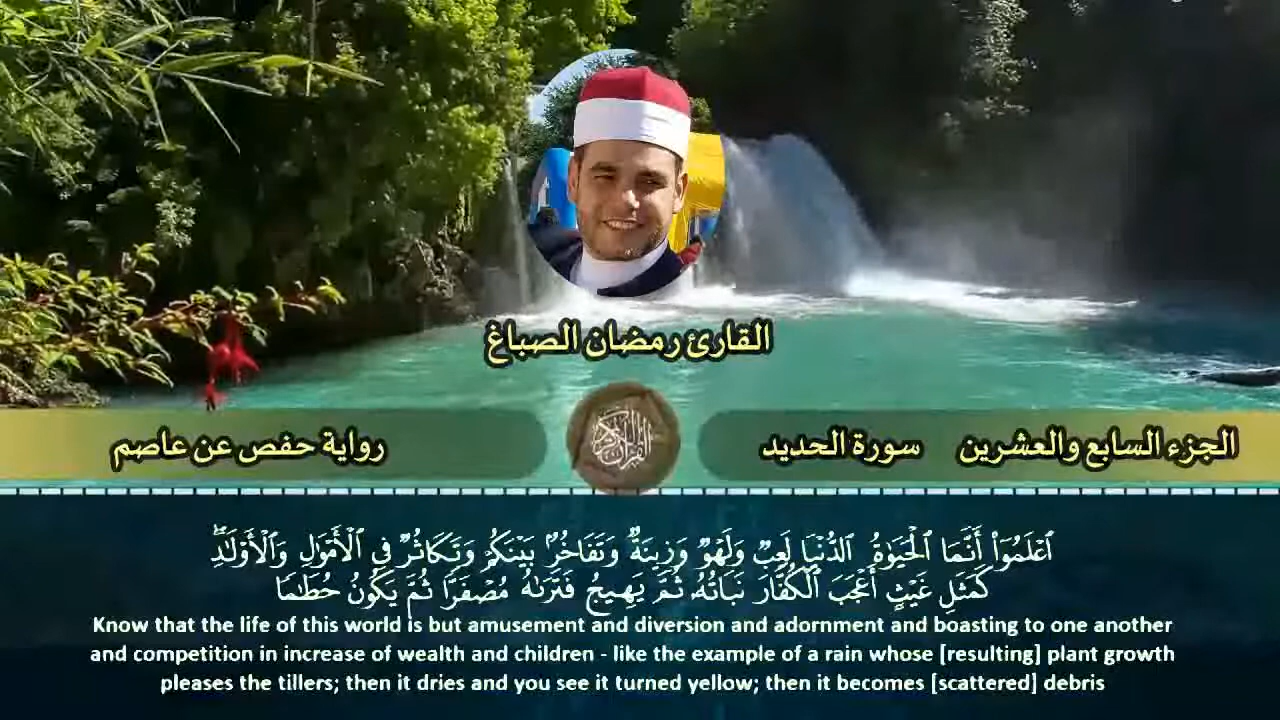 القارئ رمضان الصباغ
الجزء السابع والعشرين
سورة الحديد
القرآن الكريم
رواية حفص عن عاصم
ٱعْلَمُوٓا۟ أَنَّمَا ٱلْحَيَوٰةُ ٱلدُّنْيَا لَعِبٌ وَلَهْوٌ وَزِينَةٌ وَتَفَاخُرٌۢ بَيْنَكُمْ وَتَكَاثُرٌ فِى ٱلْأَمْوَٰلِ وَٱلْأَوْلَٰدِ ۖ
كَمَثَلِ غَيْثٍ أَعْجَبَ ٱلْكُفَّارَ نَبَاتُهُۥ ثُمَّ يَهِيجُ فَتَرَىٰهُ مُصْفَرًّا ثُمَّ يَكُونُ حُطَٰمًا
Know that the life of this world is but amusement and diversion and adornment and boasting to one another
and competition in increase of wealth and children - like the example of a rain whose [resulting] plant growth
pleases the tillers; then it dries and you see it turned yellow; then it becomes [scattered] debris